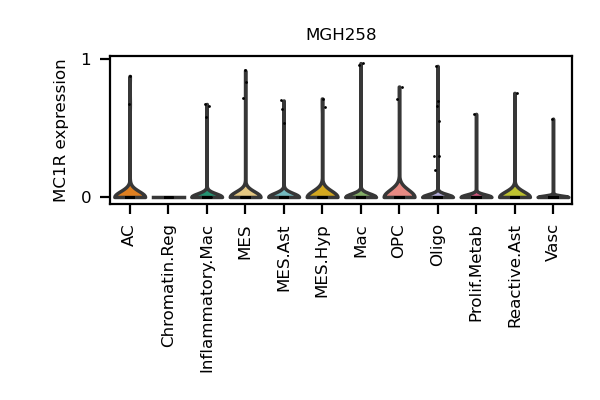 MGH258
MC1R expression
1
0
AC
Chromatin.Reg
Inflammatory.Mac
MES
MES.Ast
MES.Hyp
Mac
OPC
Oligo
Prolif.Metab
Reactive.Ast
Vasc